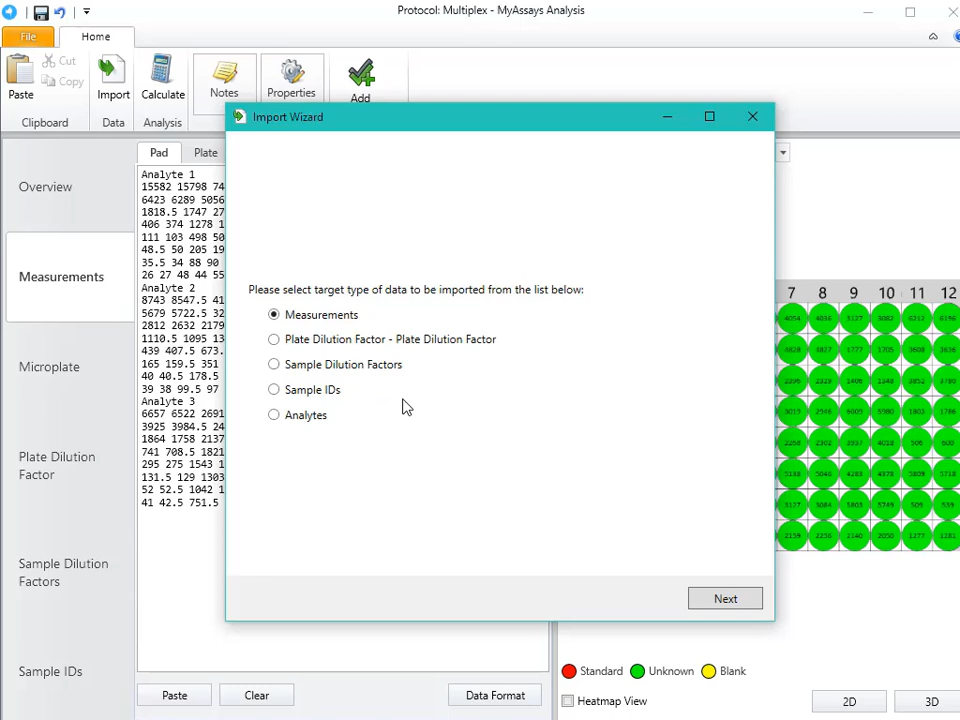 Protocol: Multiplex - MyAssays Analysis
File
Home
Paste
Cut
Copy
Import
Calculate
Notes
Properties
Add
Clipboard
Data
Analysis
Import Wizard
Overview
Measurements
Microplate
Plate Dilution
Factor
Sample Dilution
Factors
Sample IDs
Pad
Plate
Analyte 1
15582 15798 74
6423 6289 5056
1818.5 1747 27
406 374 1278 1
111 103 498 50
48.5 50 205 19
35.5 34 88 90
26 27 48 44 55
Analyte 2
8743 8547.5 41
5679 5722.5 32
2812 2632 2179
1110.5 1095 13
439 407.5 673.
165 159.5 351
40 40.5 178.5
39 38 99.5 97
Analyte 3
6657 6522 2691
3925 3984.5 24
1864 1758 2137
741 708.5 1821
295 275 1543 1
131.5 129 1303
52 52.5 1042 1
41 42.5 751.5
Please select target type of data to be imported from the list below:
Measurements
Plate Dilution Factor - Plate Dilution Factor
Sample Dilution Factors
Sample IDs
Analytes
Next
7 8 9 10 11 12
Paste
Clear
Data Format
Standard
Unknown
Blank
Heatmap View
2D
3D